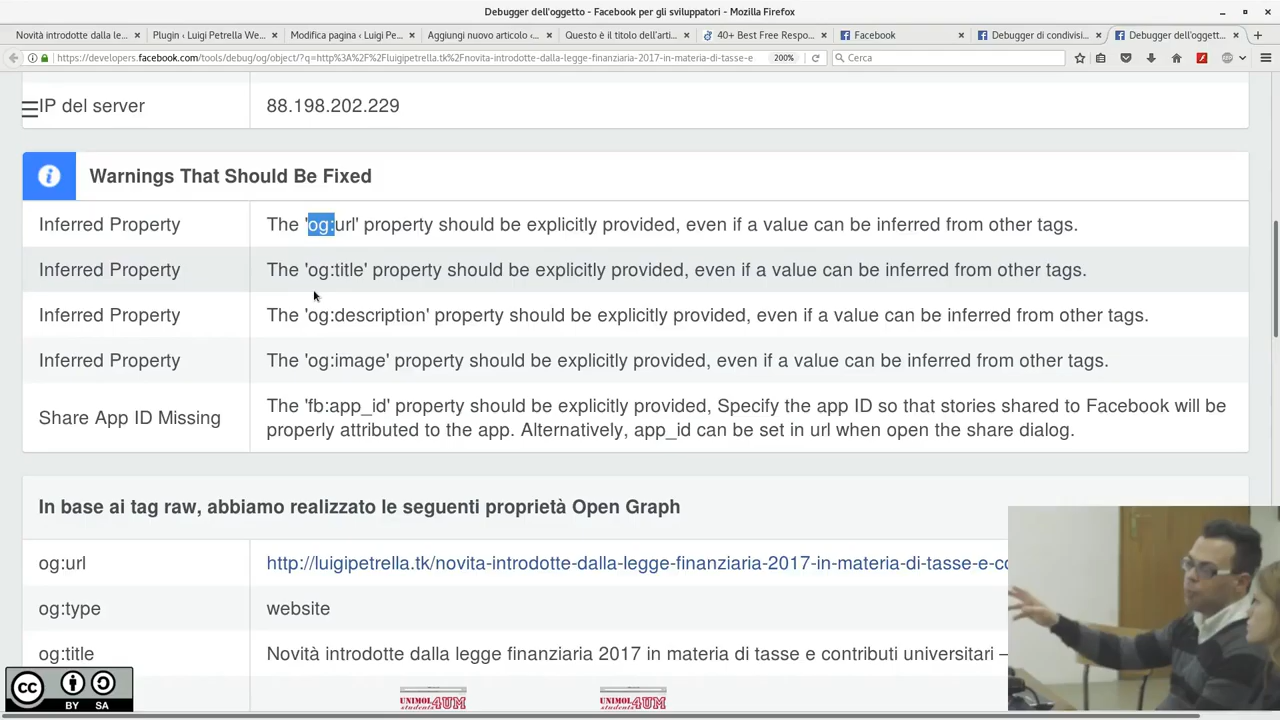 Debugger dell'oggetto - Facebook per gli sviluppatori - Mozilla Firefox
Novità introdotte dalla le... Plugin ‹ Luigi Petrella We... Modifica pagina ‹ Luigi Pe... Aggiungi nuovo articolo ‹... Questo è il titolo dell'arti... 40+ Best Free Respo... Facebook Debugger di condivisi... Debugger dell'oggett...
https://developers.facebook.com/tools/debug/og/object/?q=http%3A%2F%2Fluigipetrella.tk%2Fnovita-introdotte-dalla-legge-finanziaria-2017-in-materia-di-tasse-e 200% Cerca
IP del server 88.198.202.229
Warnings That Should Be Fixed
Inferred Property The 'og:url' property should be explicitly provided, even if a value can be inferred from other tags.
Inferred Property The 'og:title' property should be explicitly provided, even if a value can be inferred from other tags.
Inferred Property The 'og:description' property should be explicitly provided, even if a value can be inferred from other tags.
Inferred Property The 'og:image' property should be explicitly provided, even if a value can be inferred from other tags.
Share App ID Missing The 'fb:app_id' property should be explicitly provided, Specify the app ID so that stories shared to Facebook will be
properly attributed to the app. Alternatively, app_id can be set in url when open the share dialog.
In base ai tag raw, abbiamo realizzato le seguenti proprietà Open Graph
og:url http://luigipetrella.tk/novita-introdotte-dalla-legge-finanziaria-2017-in-materia-di-tasse-e-co
og:type website
og:title Novità introdotte dalla legge finanziaria 2017 in materia di tasse e contributi universitari –
UNIMOL4UM students UNIMOL4UM students
cc BY SA